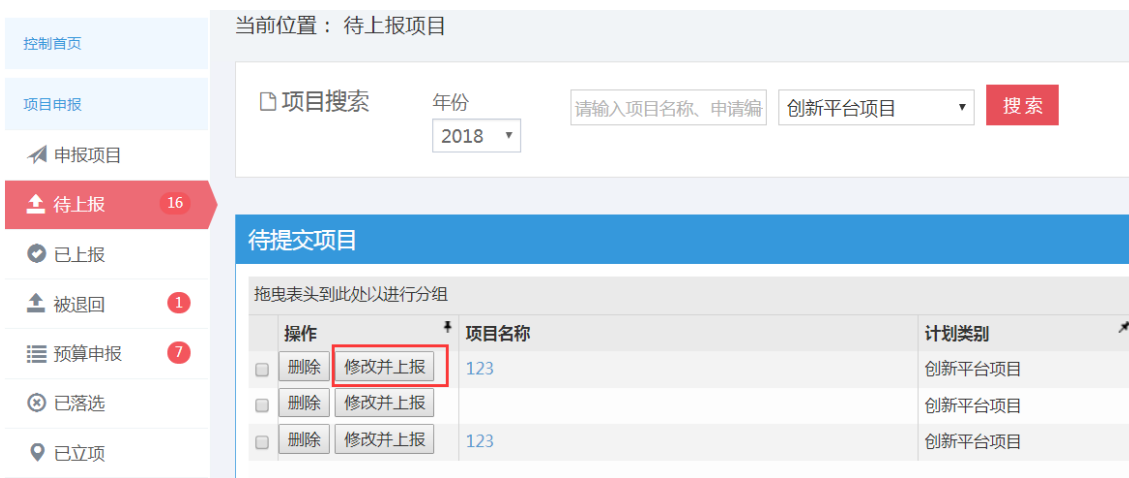 控制首页
项目申报
申报项目
待上报 16
已上报
被退回 1
预算申报 7
已落选
已立项
当前位置： 待上报项目
项目搜索
年份
2018
请输入项目名称、申请编
创新平台项目
搜索
待提交项目
拖曳表头到此处以进行分组
操作 项目名称 计划类别
删除 修改并上报 123 创新平台项目
删除 修改并上报 创新平台项目
删除 修改并上报 123 创新平台项目